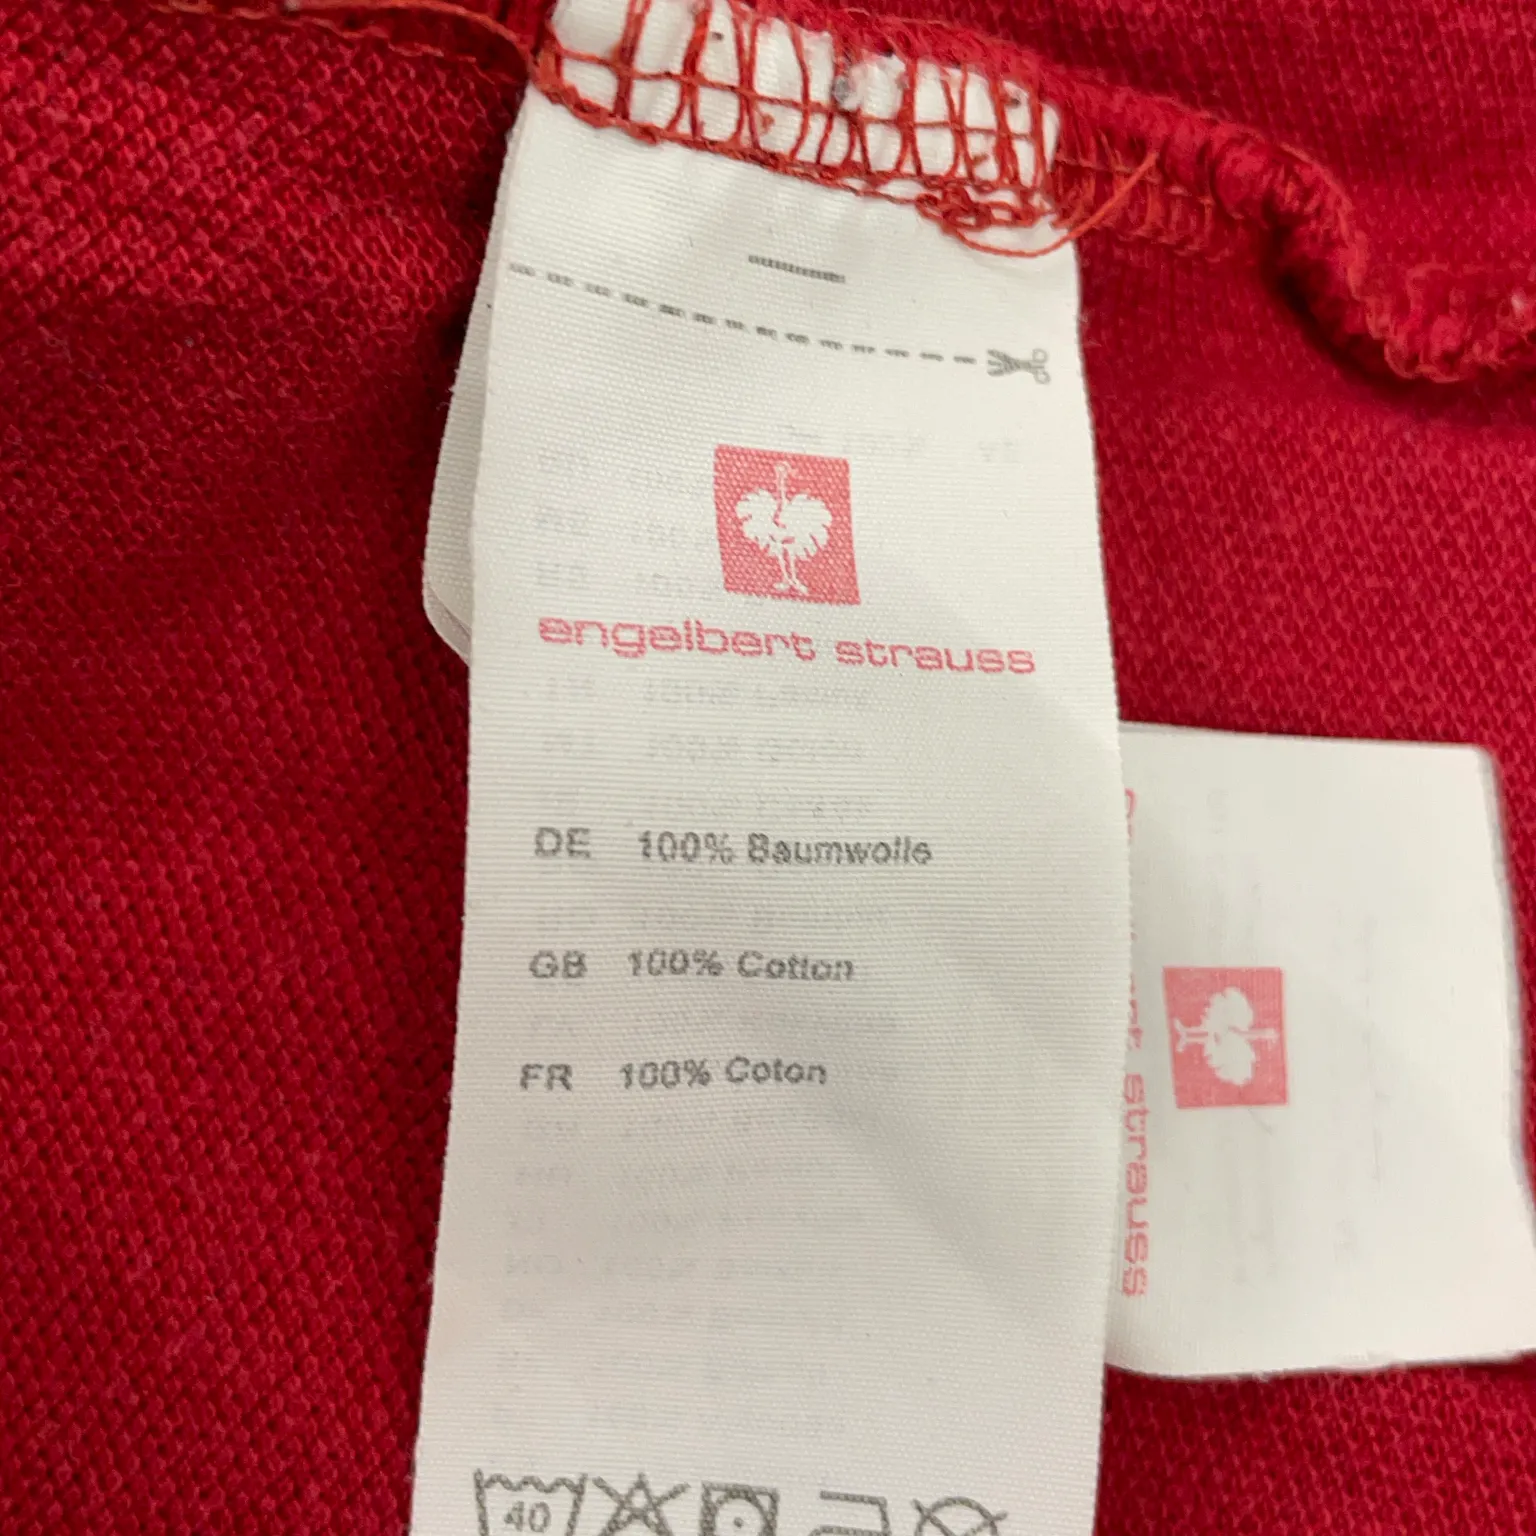 engelbert strauss
DE 100% Baumwolle
GB 100% Cotton
FR 100% Coton
40
strauss